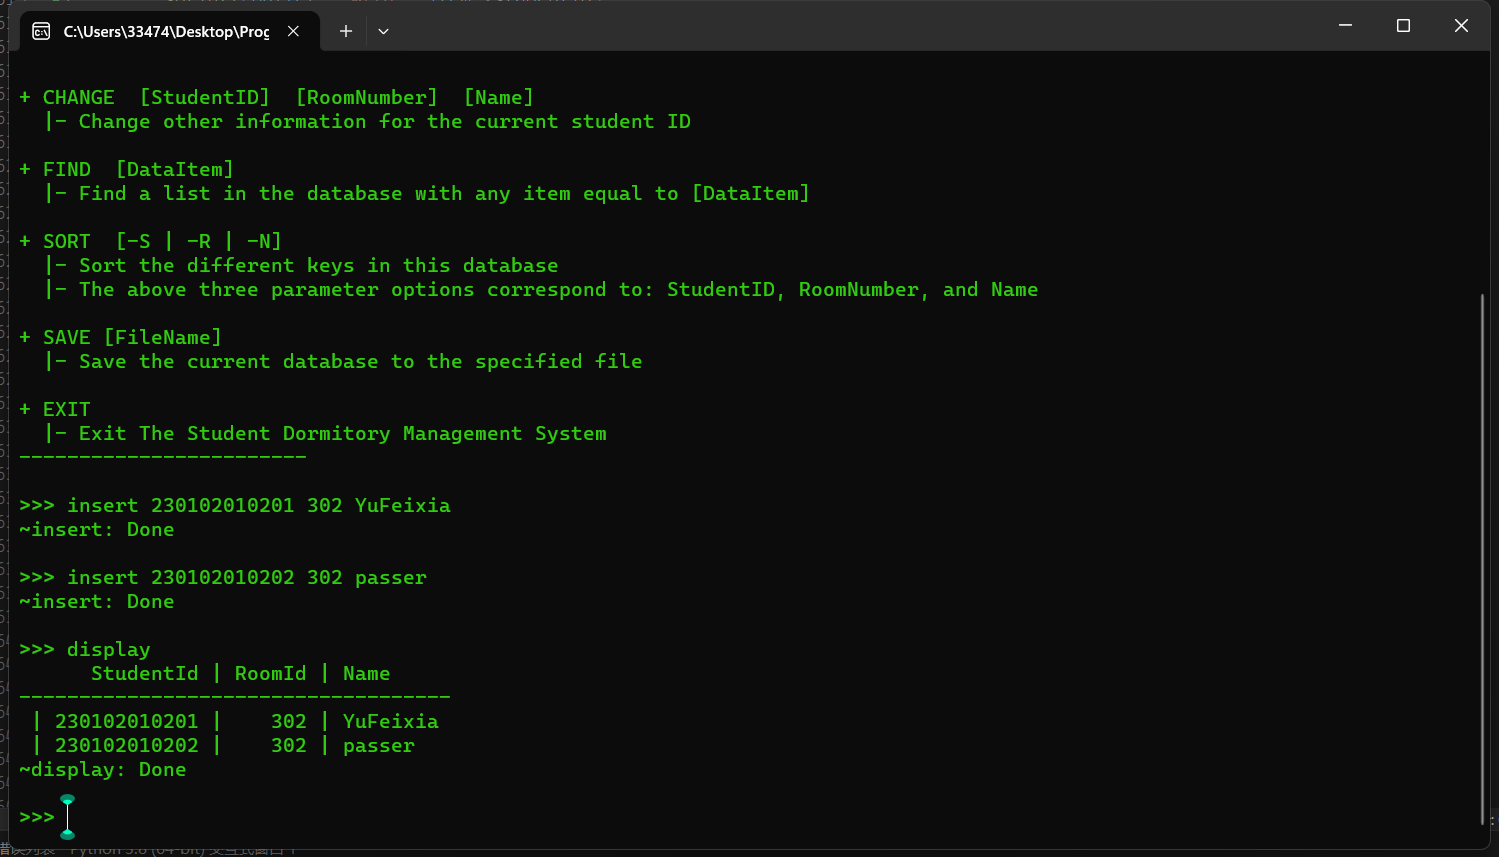 C:\Users\33474\Desktop\Prog
+ CHANGE  [StudentID]  [RoomNumber]  [Name]
|- Change other information for the current student ID
+ FIND  [DataItem]
|- Find a list in the database with any item equal to [DataItem]
+ SORT  [-S | -R | -N]
|- Sort the different keys in this database
|- The above three parameter options correspond to: StudentID, RoomNumber, and Name
+ SAVE [FileName]
|- Save the current database to the specified file
+ EXIT
|- Exit The Student Dormitory Management System
------------------------
>>> insert 230102010201 302 YuFeixia
~insert: Done
>>> insert 230102010202 302 passer
~insert: Done
>>> display
StudentId | RoomId | Name
------------------------------------
| 230102010201 |    302 | YuFeixia
| 230102010202 |    302 | passer
~display: Done
>>>